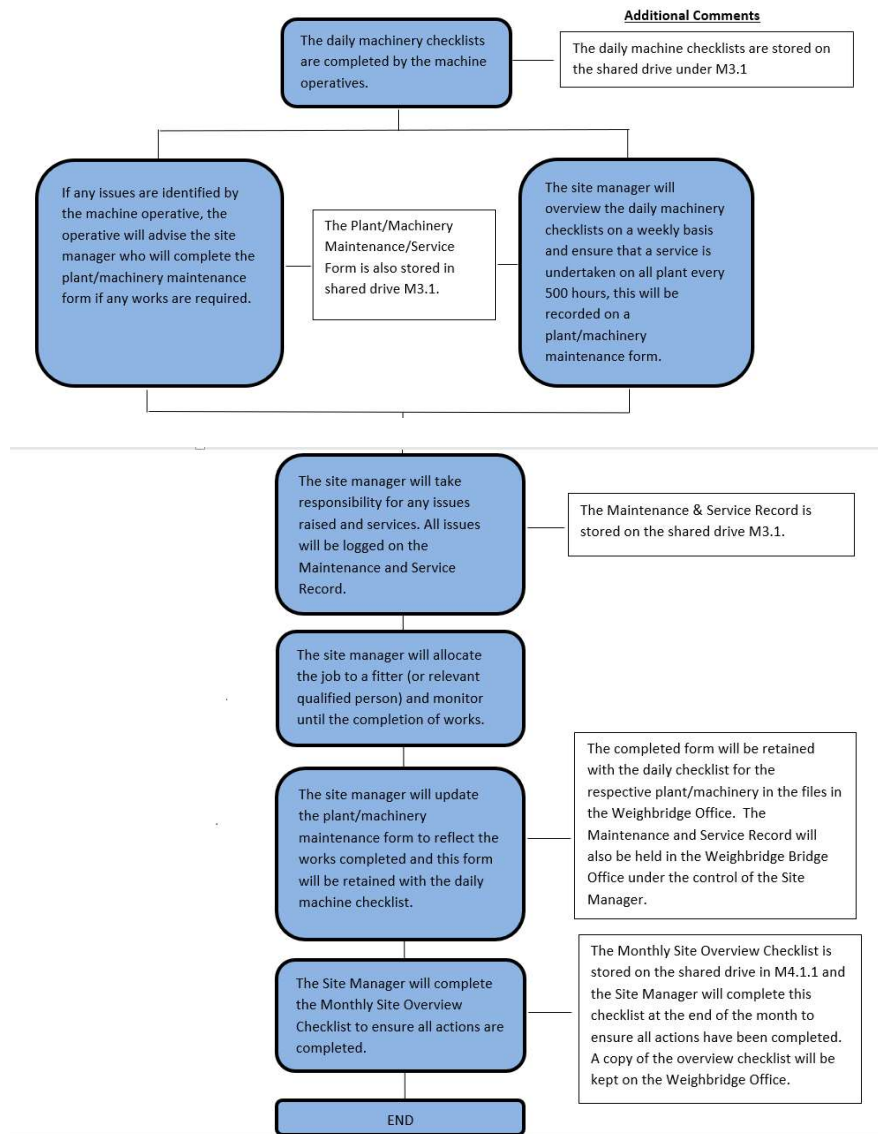 Additional Comments
The daily machinery checklists
are completed by the machine
operatives.
The daily machine checklists are stored on
the shared drive under M3.1
If any issues are identified by
the machine operative, the
operative will advise the site
manager who will complete the
plant/machinery maintenance
form if any works are required.
The Plant/Machinery
Maintenance/Service
Form is also stored in
shared drive M3.1.
The site manager will
overview the daily machinery
checklists on a weekly basis
and ensure that a service is
undertaken on all plant every
500 hours, this will be
recorded on a
plant/machinery
maintenance form.
The site manager will take
responsibility for any issues
raised and services. All issues
will be logged on the
Maintenance and Service
Record.
The Maintenance & Service Record is
stored on the shared drive M3.1.
The site manager will allocate
the job to a fitter (or relevant
qualified person) and monitor
until the completion of works.
The site manager will update
the plant/machinery
maintenance form to reflect the
works completed and this form
will be retained with the daily
machine checklist.
The completed form will be retained
with the daily checklist for the
respective plant/machinery in the files in
the Weighbridge Office. The
Maintenance and Service Record will
also be held in the Weighbridge Bridge
Office under the control of the Site
Manager.
The Site Manager will complete
the Monthly Site Overview
Checklist to ensure all actions are
completed.
The Monthly Site Overview Checklist is
stored on the shared drive in M4.1.1 and
the Site Manager will complete this
checklist at the end of the month to
ensure all actions have been completed.
A copy of the overview checklist will be
kept on the Weighbridge Office.
END